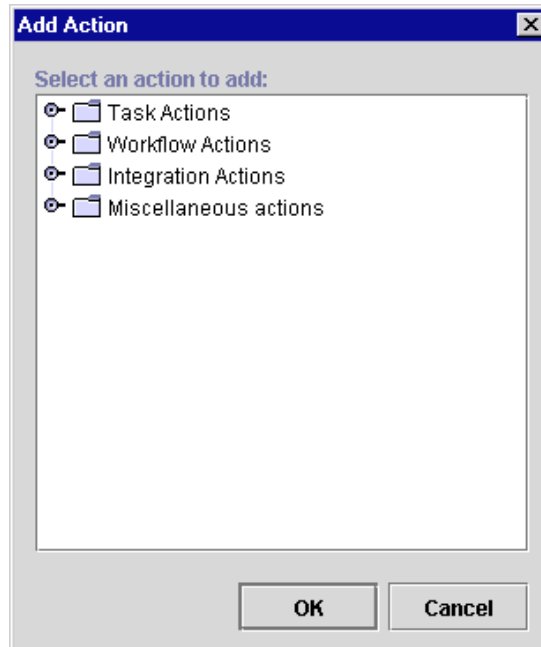 Add Action
Select an action to add:
Task Actions
Workflow Actions
Integration Actions
Miscellaneous actions
OK
Cancel